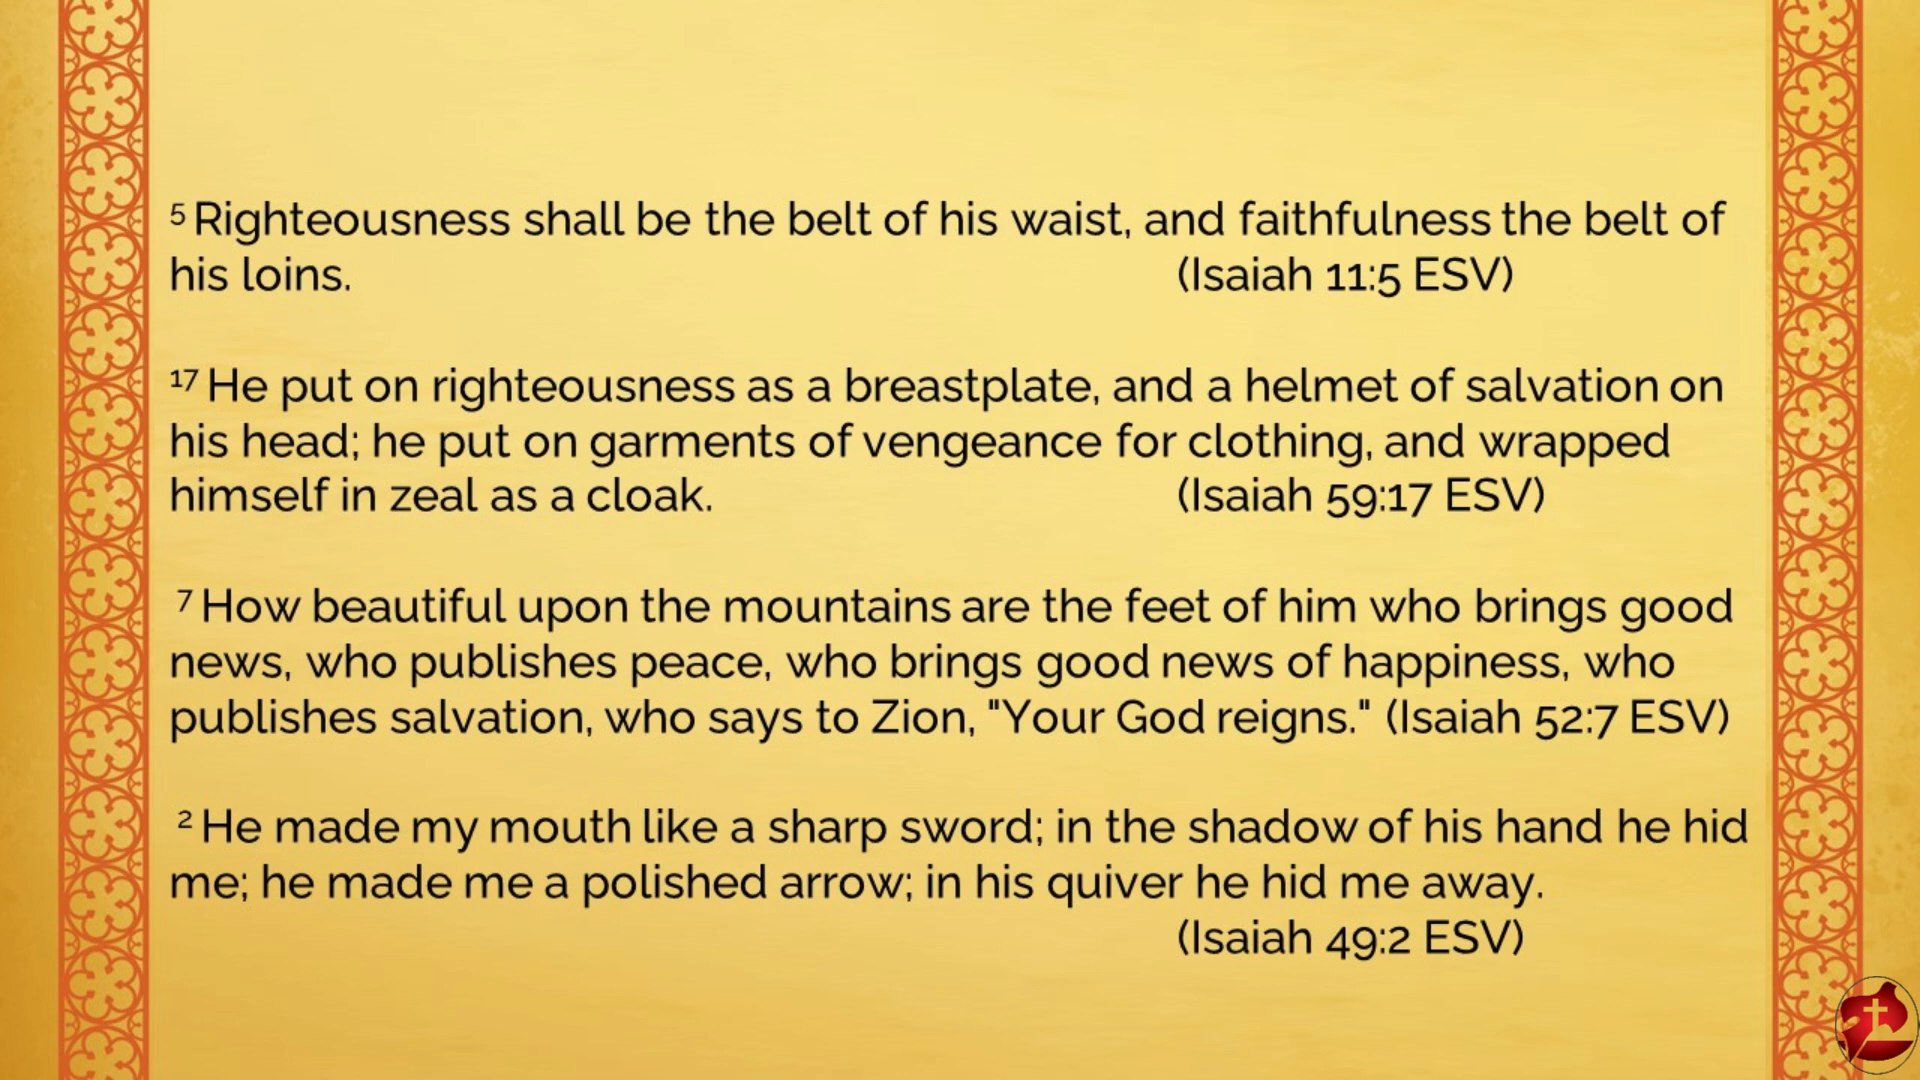 5 Righteousness shall be the belt of his waist, and faithfulness the belt of
his loins. (Isaiah 11:5 ESV)
17 He put on righteousness as a breastplate, and a helmet of salvation on
his head; he put on garments of vengeance for clothing, and wrapped
himself in zeal as a cloak. (Isaiah 59:17 ESV)
7 How beautiful upon the mountains are the feet of him who brings good
news, who publishes peace, who brings good news of happiness, who
publishes salvation, who says to Zion, "Your God reigns." (Isaiah 52:7 ESV)
2 He made my mouth like a sharp sword; in the shadow of his hand he hid
me; he made me a polished arrow; in his quiver he hid me away.
(Isaiah 49:2 ESV)